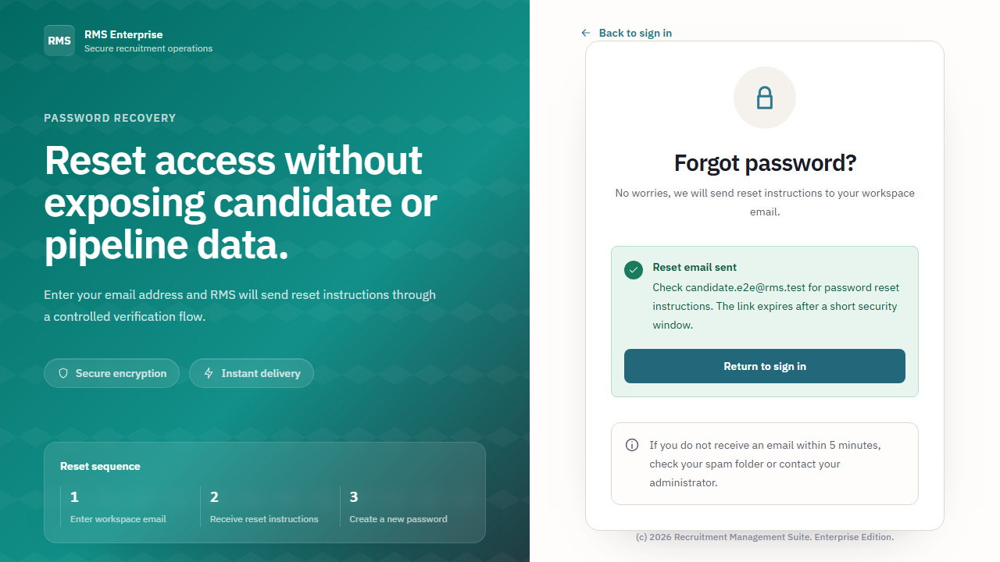 RMS
RMS Enterprise
Secure recruitment operations
PASSWORD RECOVERY
Reset access without
exposing candidate or
pipeline data.
Enter your email address and RMS will send reset instructions through
a controlled verification flow.
Secure encryption
Instant delivery
Reset sequence
1
Enter workspace email
2
Receive reset instructions
3
Create a new password
Back to sign in
Forgot password?
No worries, we will send reset instructions to your workspace
email.
Reset email sent
Check candidate.e2e@rms.test for password reset
instructions. The link expires after a short security
window.
Return to sign in
If you do not receive an email within 5 minutes,
check your spam folder or contact your
administrator.
(c) 2026 Recruitment Management Suite. Enterprise Edition.